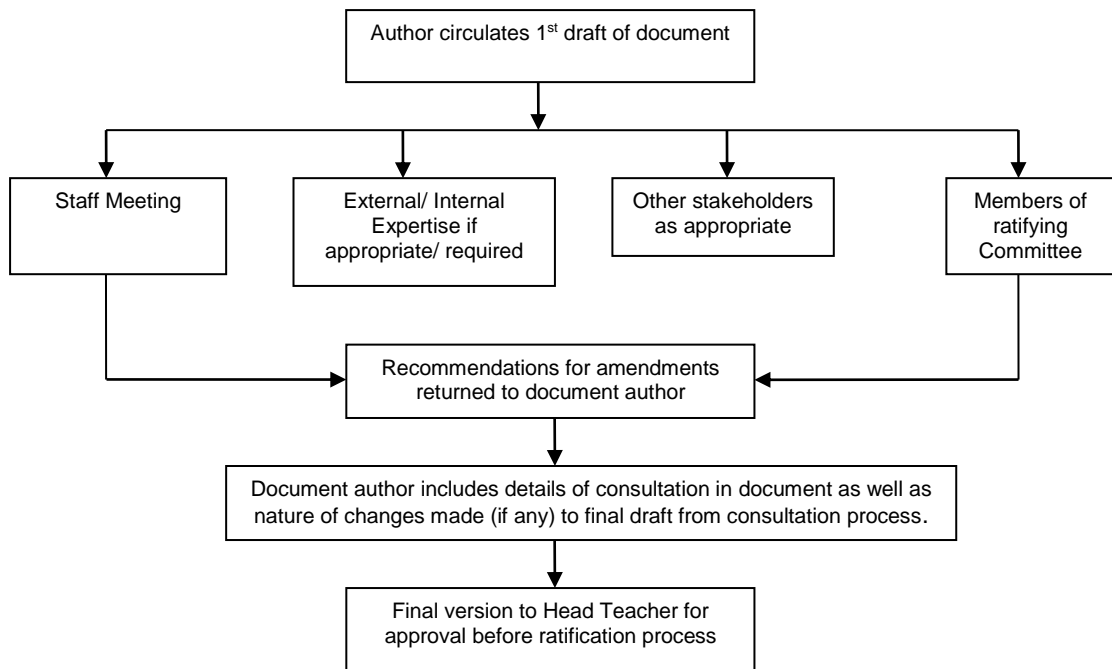 Author circulates 1st draft of document
Staff Meeting
External/ Internal
Expertise if
appropriate/ required
Other stakeholders
as appropriate
Members of
ratifying
Committee
Recommendations for amendments
returned to document author
Document author includes details of consultation in document as well as
nature of changes made (if any) to final draft from consultation process.
Final version to Head Teacher for
approval before ratification process